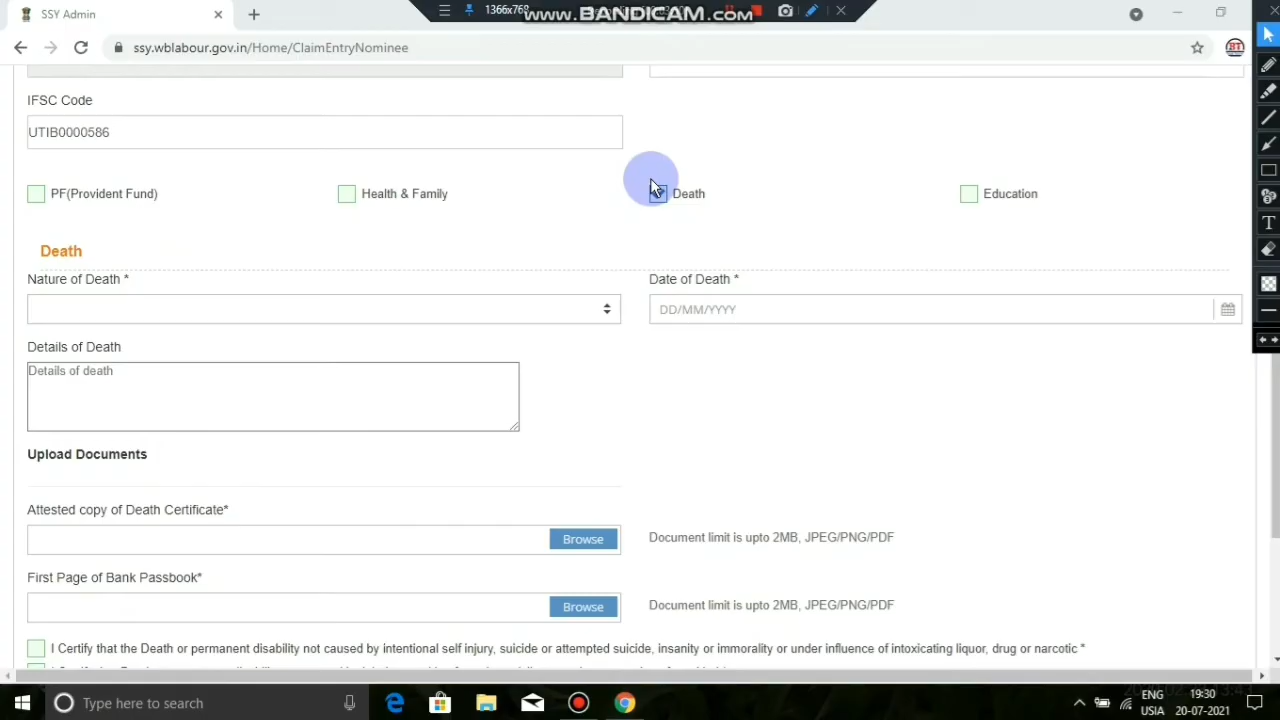 SSY Admin
1366x768
www.BANDICAM.com
ssy.wblabour.gov.in/Home/ClaimEntryNominee
IFSC Code
UTIB0000586
PF(Provident Fund)
Health & Family
Death
Education
Death
Nature of Death *
Date of Death *
DD/MM/YYYY
Details of Death
Details of death
Upload Documents
Attested copy of Death Certificate*
Browse
Document limit is upto 2MB, JPEG/PNG/PDF
First Page of Bank Passbook*
Browse
Document limit is upto 2MB, JPEG/PNG/PDF
I Certify that the Death or permanent disability not caused by intentional self injury, suicide or attempted suicide, insanity or immorality or under influence of intoxicating liquor, drug or narcotic *
Type here to search
ENG
USIA
19:30
20-07-2021